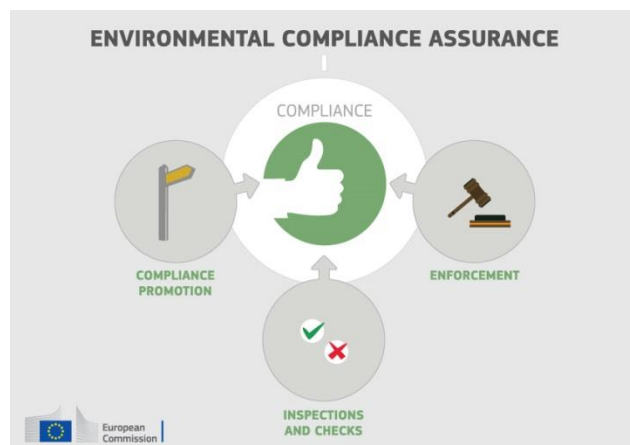 ENVIRONMENTAL COMPLIANCE ASSURANCE
COMPLIANCE
COMPLIANCE
PROMOTION
ENFORCEMENT
INSPECTIONS
AND CHECKS
European
Commission